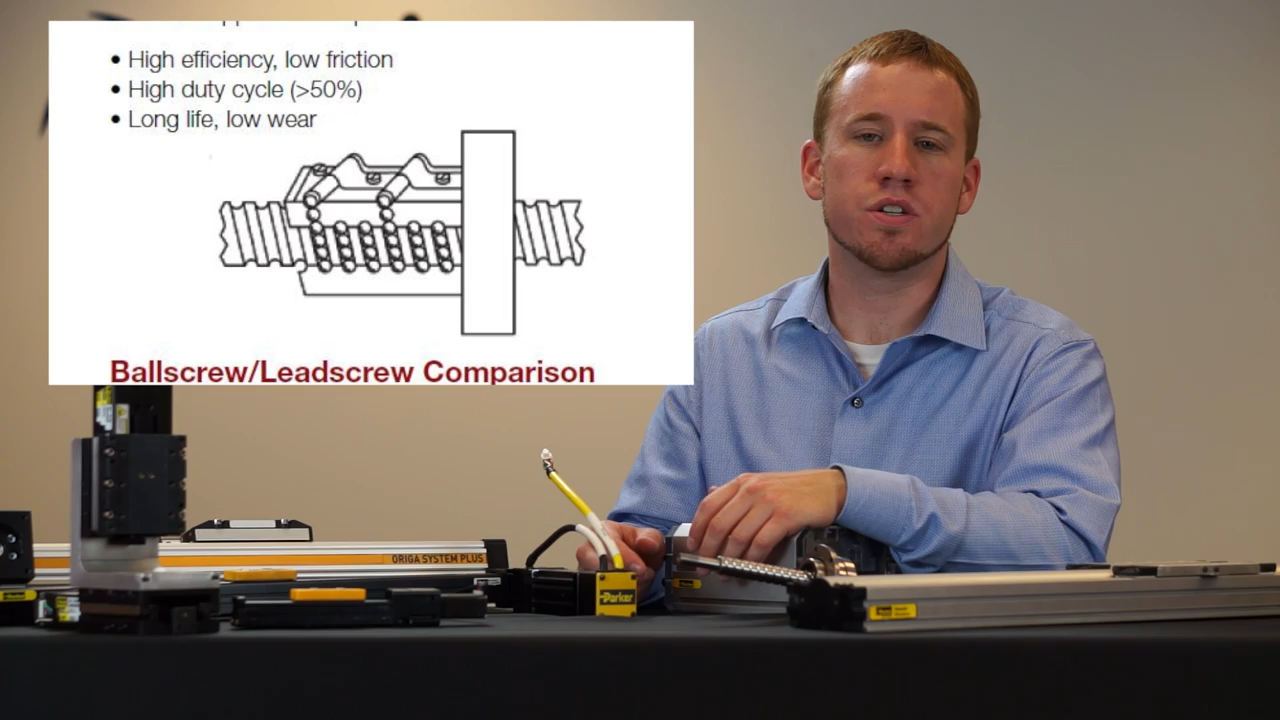 • High efficiency, low friction
• High duty cycle (>50%)
• Long life, low wear
Ballscrew/Leadscrew Comparison
ORIGA SYSTEM PLUS
Parker